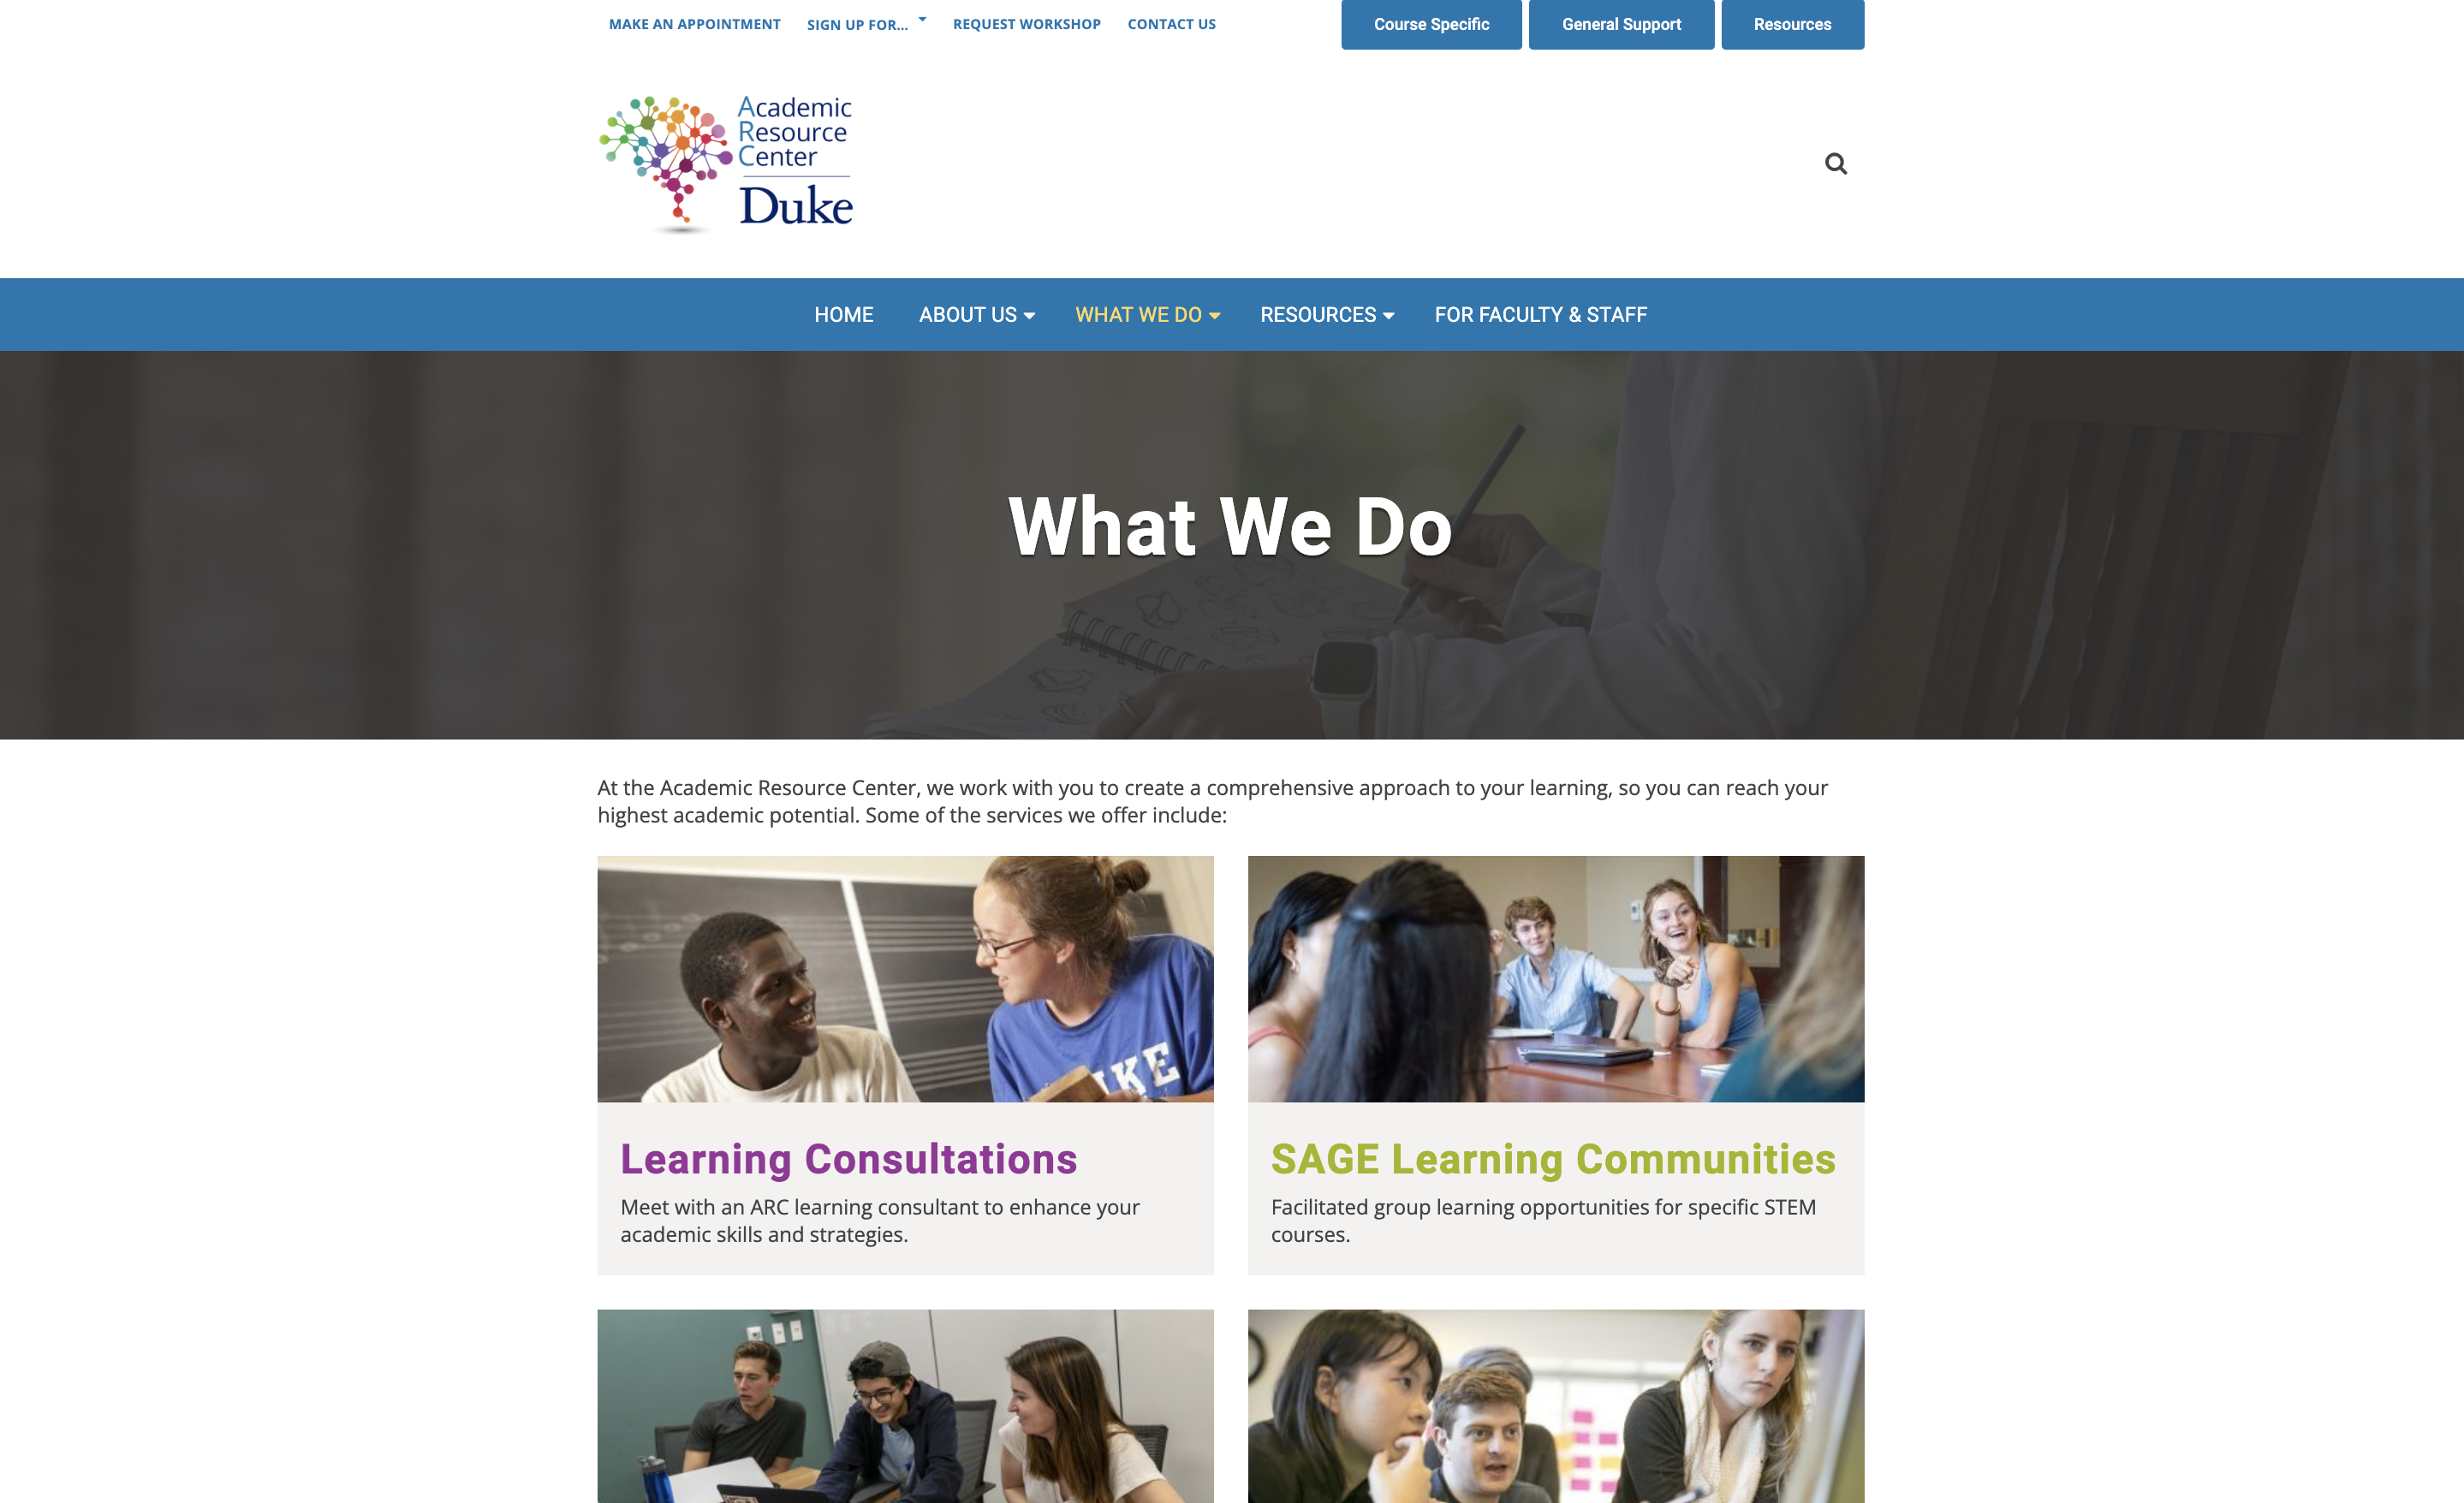 MAKE AN APPOINTMENT SIGN UP FOR... REQUEST WORKSHOP CONTACT US Course Specific General Support Resources
Academic
Resource
Center
Duke
HOME ABOUT US WHAT WE DO RESOURCES FOR FACULTY & STAFF
What We Do
At the Academic Resource Center, we work with you to create a comprehensive approach to your learning, so you can reach your
highest academic potential. Some of the services we offer include:
Learning Consultations
Meet with an ARC learning consultant to enhance your
academic skills and strategies.
SAGE Learning Communities
Facilitated group learning opportunities for specific STEM
courses.